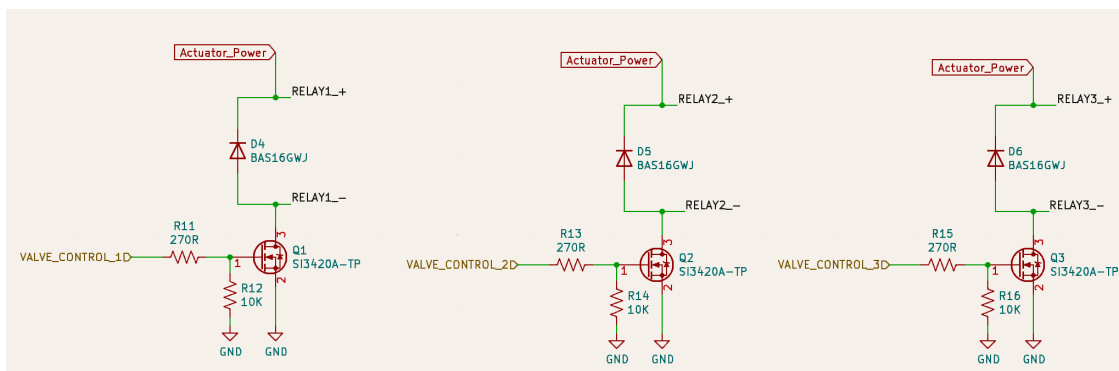 Actuator_Power
RELAY1_+
D4
BAS16GWJ
RELAY1_-
R11
270R
VALVE_CONTROL_1
1
3
Q1
SI3420A-TP
2
R12
10K
GND
GND
Actuator_Power
RELAY2_+
D5
BAS16GWJ
RELAY2_-
R13
270R
VALVE_CONTROL_2
1
3
Q2
SI3420A-TP
2
R14
10K
GND
GND
Actuator_Power
RELAY3_+
D6
BAS16GWJ
RELAY3_-
R15
270R
VALVE_CONTROL_3
1
3
Q3
SI3420A-TP
2
R16
10K
GND
GND